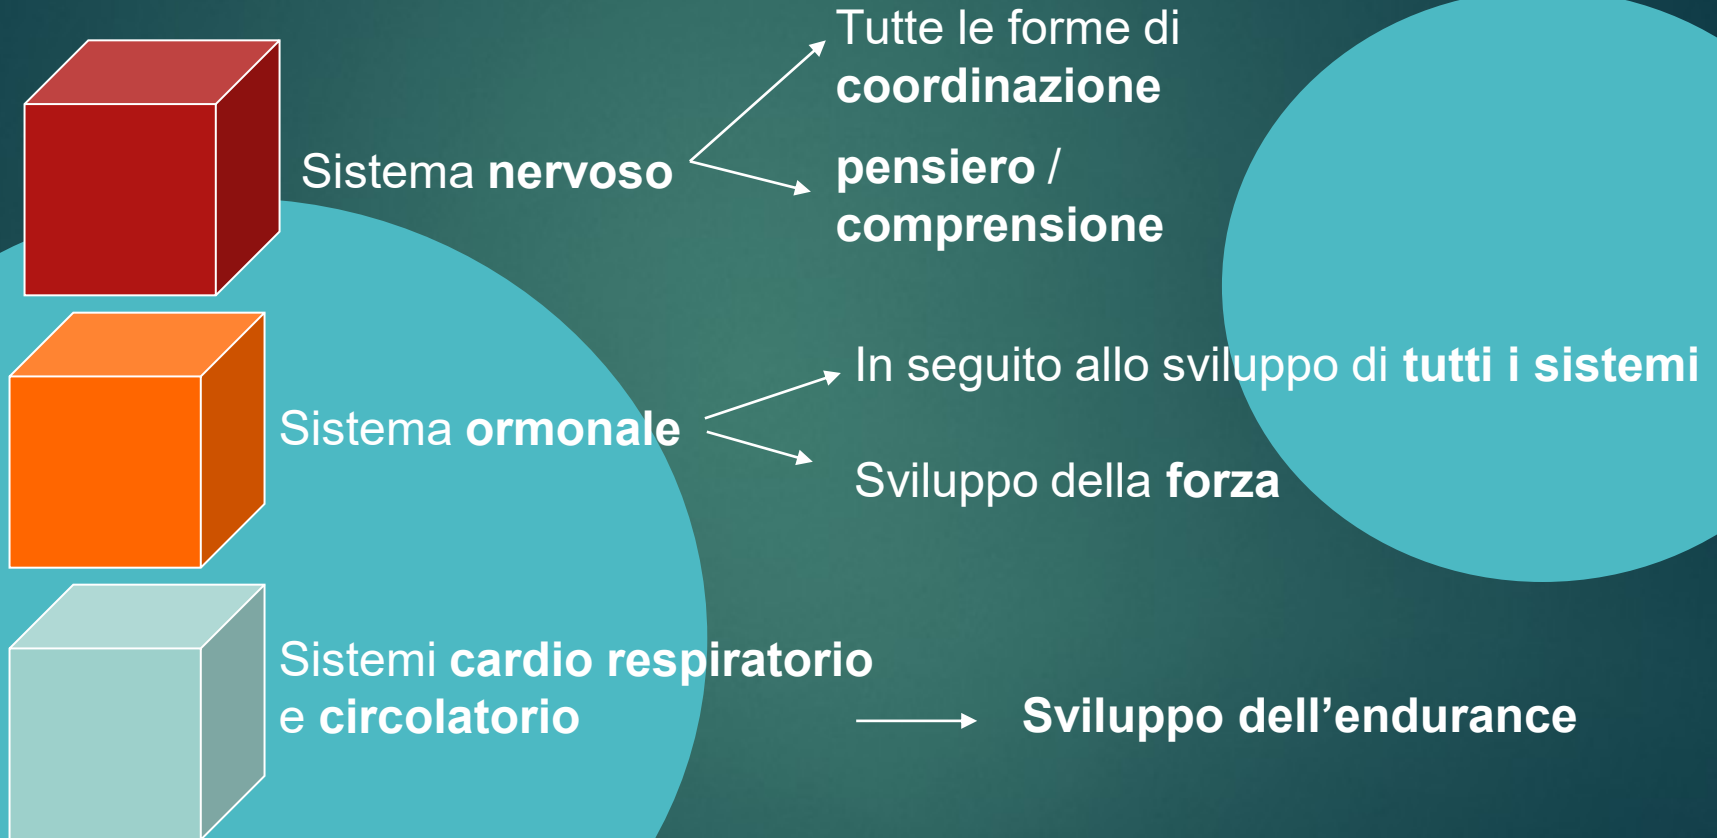 Tutte le forme di
coordinazione
Sistema nervoso
pensiero /
comprensione
In seguito allo sviluppo di tutti i sistemi
Sistema ormonale
Sviluppo della forza
Sistemi cardio respiratorio
e circolatorio
Sviluppo dell’endurance